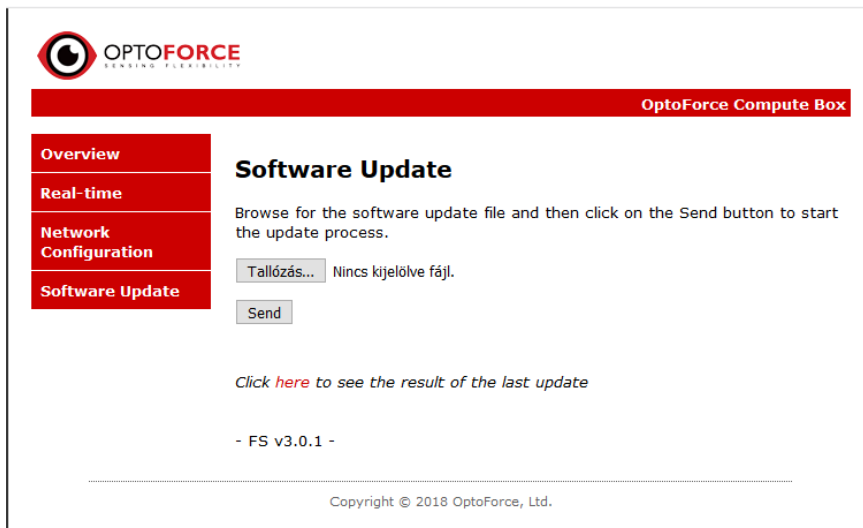 OPTOFORCE
SENSING FLEXIBILITY
OptoForce Compute Box
Overview
Real-time
Network
Configuration
Software Update
Software Update
Browse for the software update file and then click on the Send button to start
the update process.
Tallózás... Nincs kijelölve fájl.
Send
Click here to see the result of the last update
- FS v3.0.1 -
Copyright © 2018 OptoForce, Ltd.